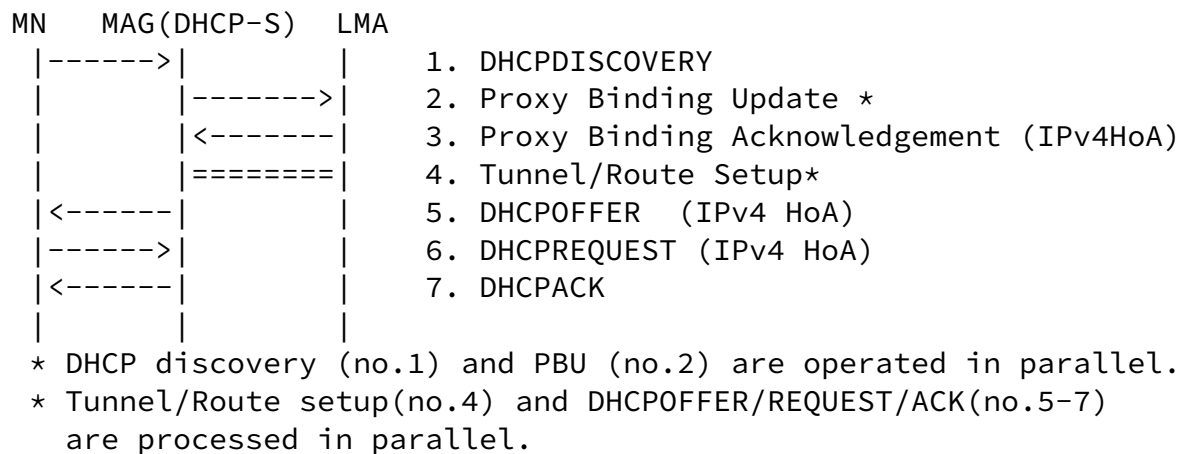 MN   MAG(DHCP-S)  LMA
 |------>|        |    1. DHCPDISCOVERY
 |       |------->|    2. Proxy Binding Update *
 |       |<-------|    3. Proxy Binding Acknowledgement (IPv4HoA)
 |       |========|    4. Tunnel/Route Setup*
 |<------|        |    5. DHCPOFFER  (IPv4 HoA)
 |------>|        |    6. DHCPREQUEST (IPv4 HoA)
 |<------|        |    7. DHCPACK
 |       |        |
 * DHCP discovery (no.1) and PBU (no.2) are operated in parallel.
 * Tunnel/Route setup(no.4) and DHCPOFFER/REQUEST/ACK(no.5-7)
   are processed in parallel.